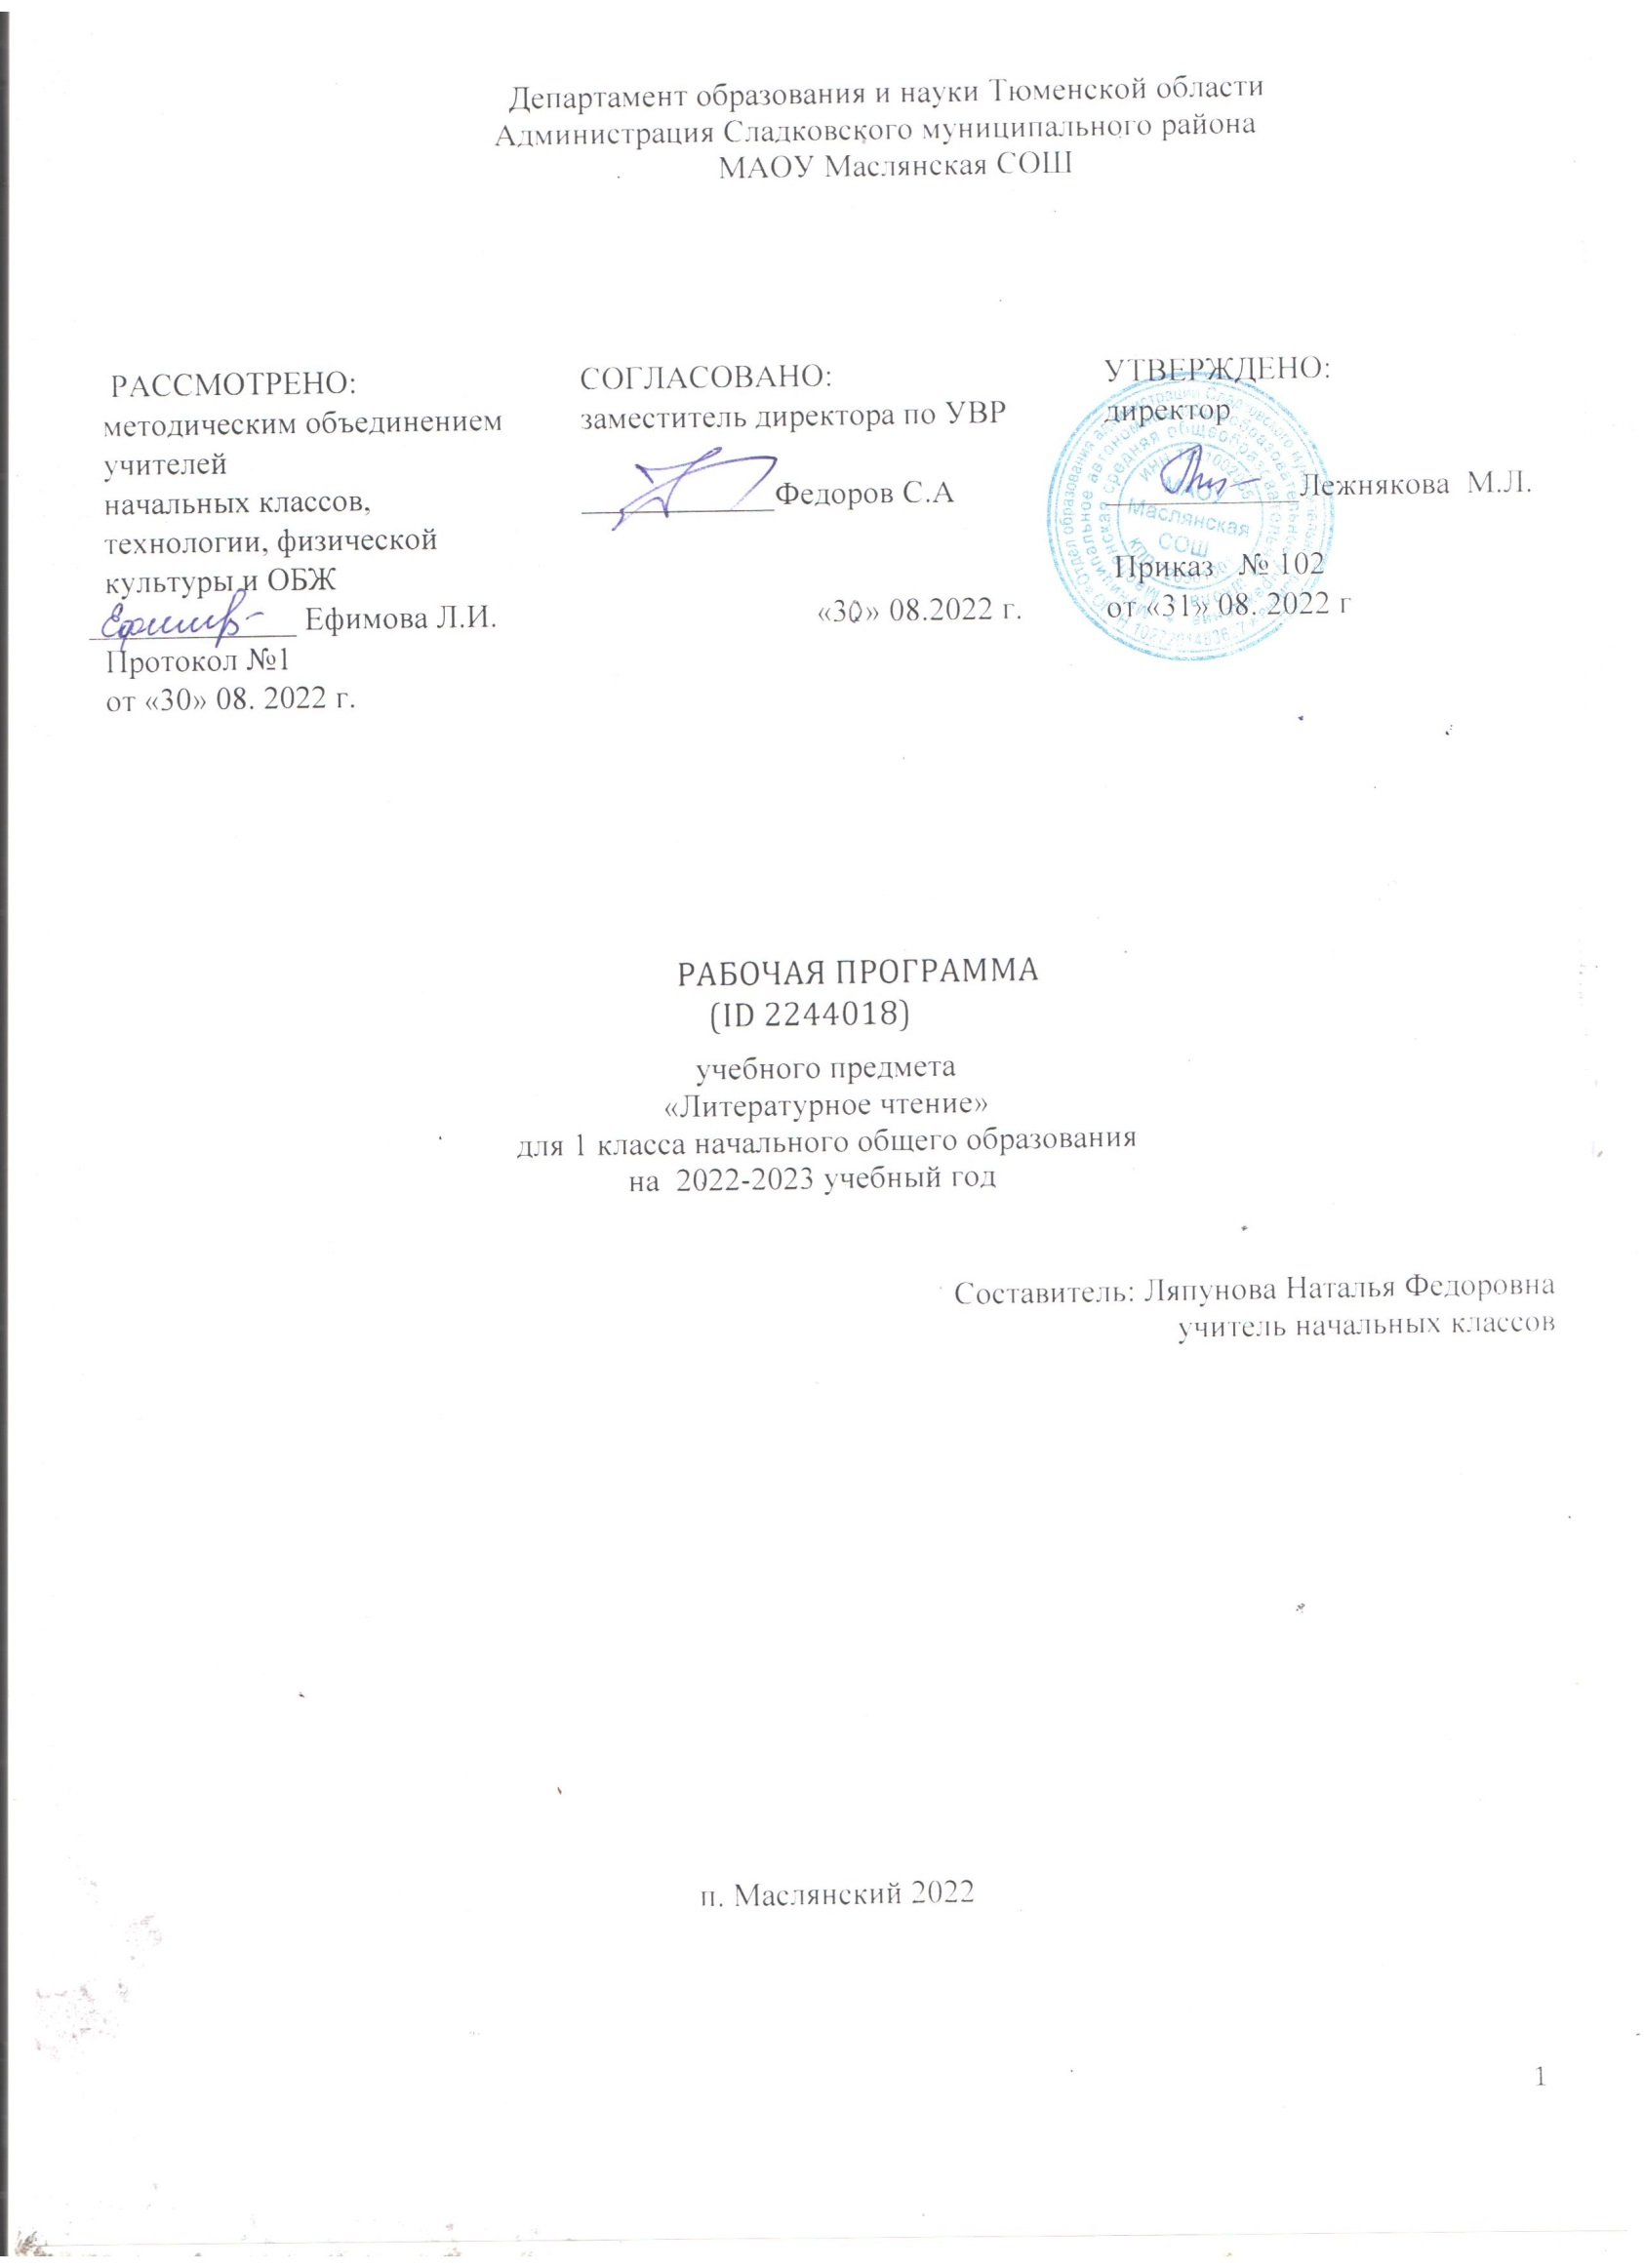 Департамент образования и науки Тюменской области
Администрация Сладковского муниципального района
МАОУ Маслянская СОШ
РАССМОТРЕНО:
методическим объединением
учителей
начальных классов,
технологии, физической
культуры и ОБЖ
Ефимова Л.И.
Протокол №1
от «30» 08. 2022 г.
СОГЛАСОВАНО:
заместитель директора по УВР
Федоров С.А
«30» 08.2022 г.
УТВЕРЖДЕНО:
директор
Лежнякова М.Л.
Приказ № 102
от «31» 08. 2022 г
МАОУ
Маслянская
СОШ
РАБОЧАЯ ПРОГРАММА
(ID 2244018)
учебного предмета
«Литературное чтение»
для 1 класса начального общего образования
на 2022-2023 учебный год
Составитель: Ляпунова Наталья Федоровна
учитель начальных классов
п. Маслянский 2022
1